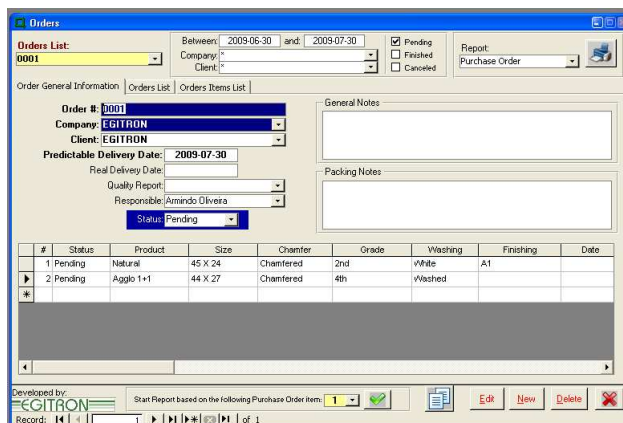 Orders
Orders List:
0001
Between: 2009-06-30 and: 2009-07-30
Company: *
Client: *
Pending
Finished
Canceled
Report:
Purchase Order
Order General Information Orders List Orders Items List
Order #: 0001
Company: EGITRON
Client: EGITRON
Predictable Delivery Date: 2009-07-30
Real Delivery Date:
Quality Report:
Responsible: Armindo Oliveira
Status: Pending
General Notes
Packing Notes
# Status Product Size Chamfer Grade Washing Finishing Date
1 Pending Natural 45 X 24 Chamfered 2nd White A1
2 Pending Agglo 1+1 44 X 27 Chamfered 4th Washed
Developed by:
EGITRON
Start Report based on the following Purchase Order item: 1
Edit New Delete
Record: 1 of 1